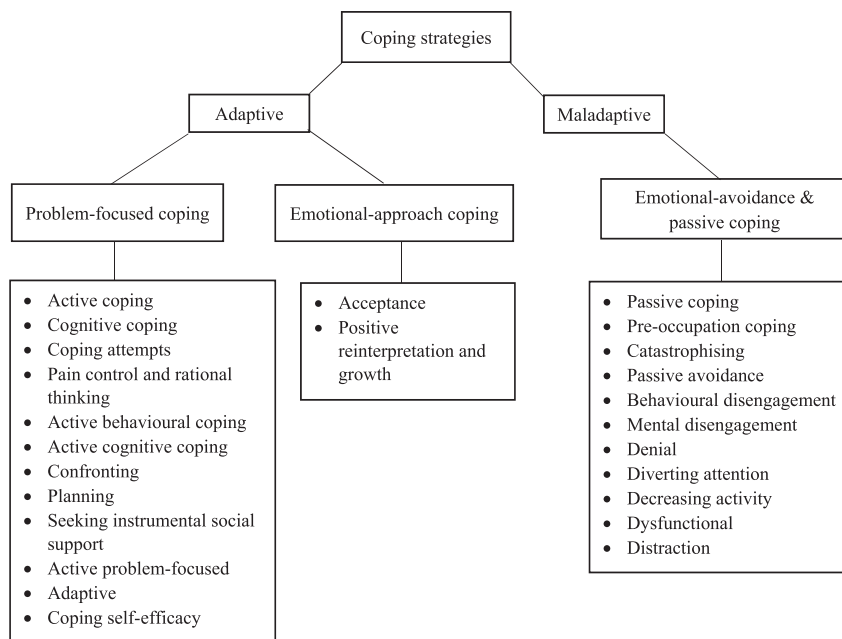 Coping strategies
Adaptive
Maladaptive
Problem-focused coping
Emotional-approach coping
Emotional-avoidance &
passive coping
• Active coping
• Cognitive coping
• Coping attempts
• Pain control and rational
thinking
• Active behavioural coping
• Active cognitive coping
• Confronting
• Planning
• Seeking instrumental social
support
• Active problem-focused
• Adaptive
• Coping self-efficacy
• Acceptance
• Positive
reinterpretation and
growth
• Passive coping
• Pre-occupation coping
• Catastrophising
• Passive avoidance
• Behavioural disengagement
• Mental disengagement
• Denial
• Diverting attention
• Decreasing activity
• Dysfunctional
• Distraction